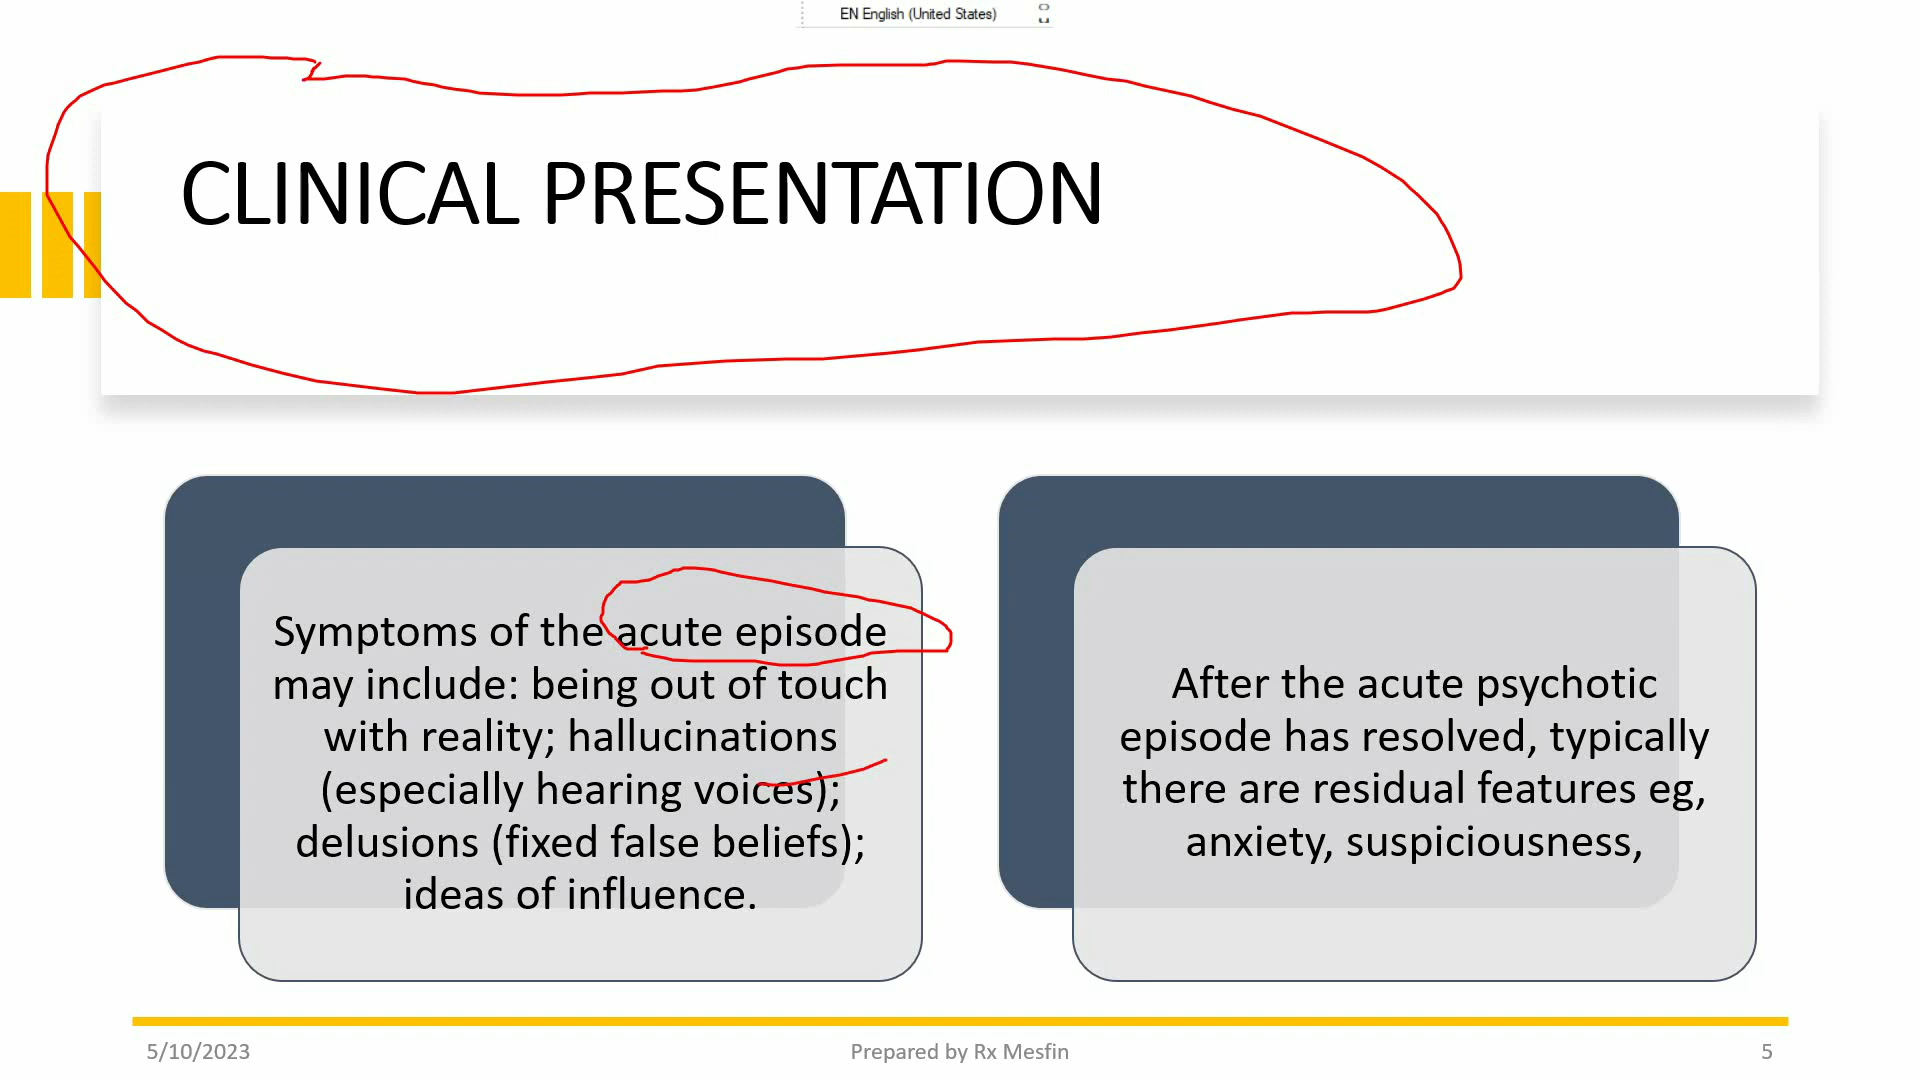 EN English (United States)
CLINICAL PRESENTATION
Symptoms of the acute episode
may include: being out of touch
with reality; hallucinations
(especially hearing voices);
delusions (fixed false beliefs);
ideas of influence.
After the acute psychotic
episode has resolved, typically
there are residual features eg,
anxiety, suspiciousness,
5/10/2023
Prepared by Rx Mesfin
5